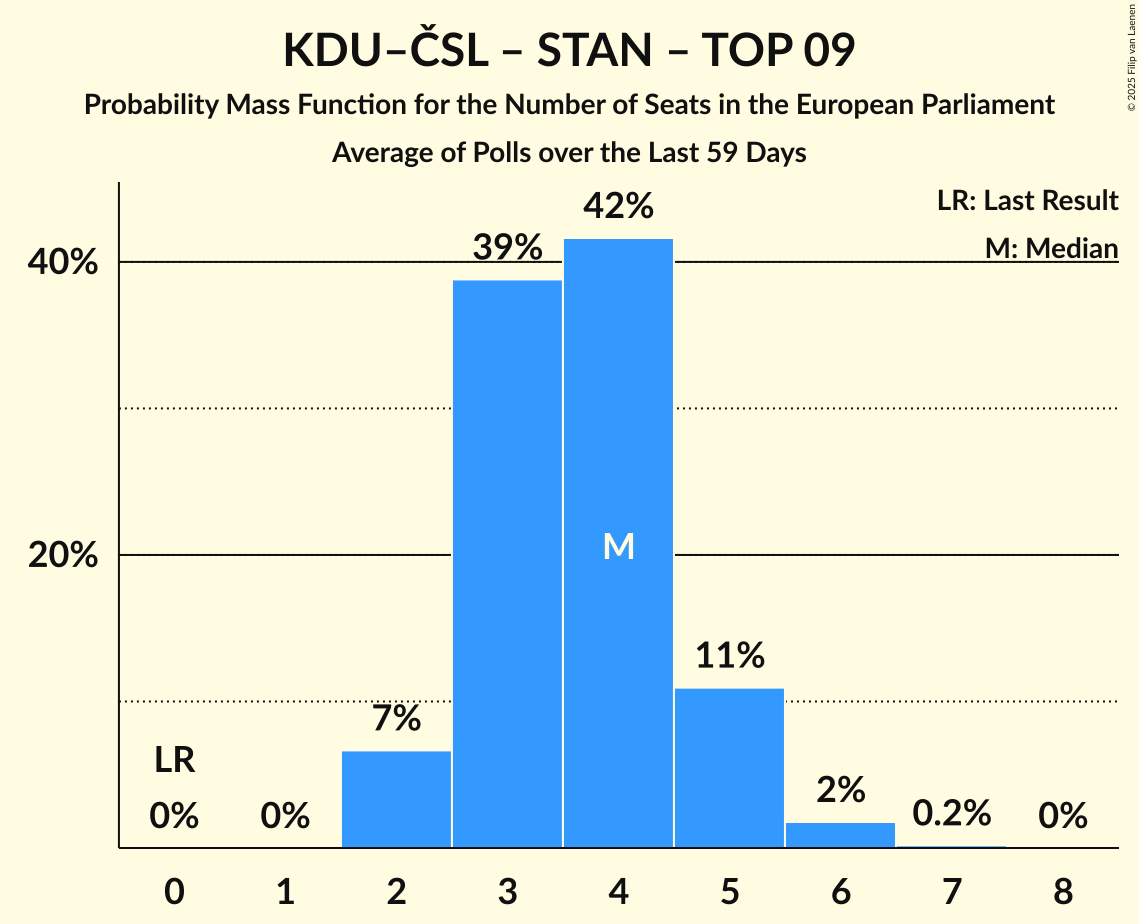 KDU–ČSL – STAN – TOP 09
Probability Mass Function for the Number of Seats in the European Parliament
Average of Polls over the Last 59 Days
© 2025 Filip van Laenen
LR: Last Result
M: Median
42%
39%
40%
M
20%
11%
7%
LR
2%
0%
0%
0.2%
0%
0 1 2 3 4 5 6 7 8